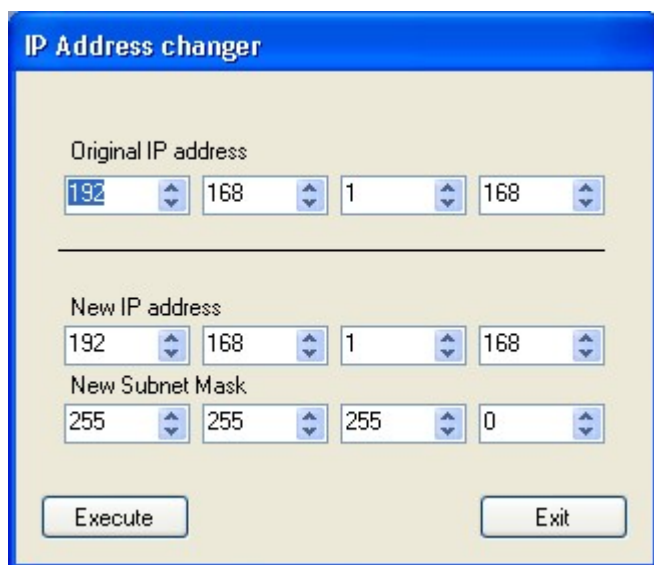 IP Address changer
Original IP address
192 168 1 168
New IP address
192 168 1 168
New Subnet Mask
255 255 255 0
Execute Exit